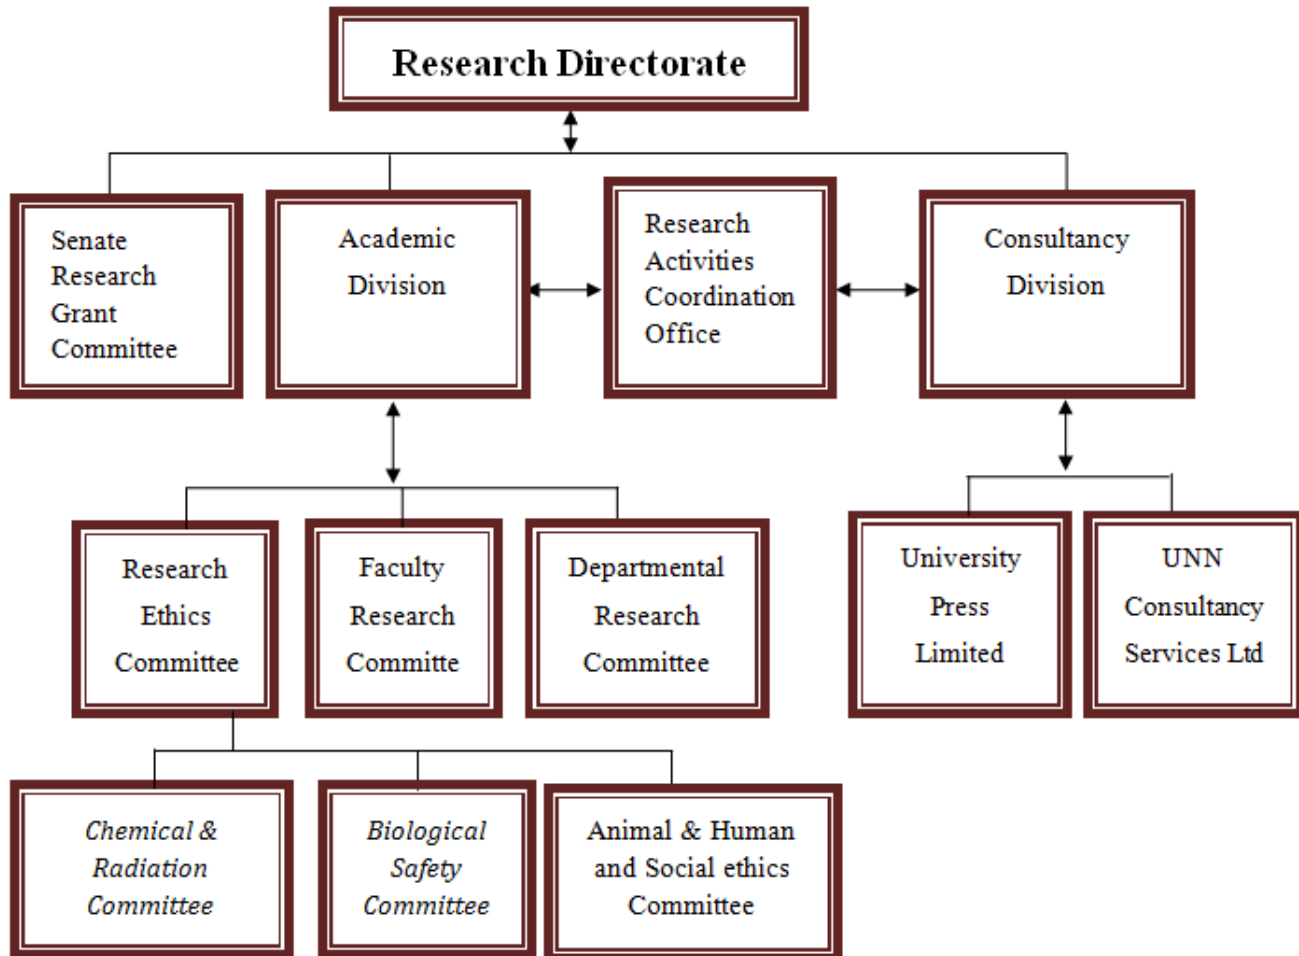 Research Directorate
Senate
Research
Grant
Committee
Academic
Division
Research
Activities
Coordination
Office
Consultancy
Division
Research
Ethics
Committee
Faculty
Research
Committe
Departmental
Research
Committee
University
Press
Limited
UNN
Consultancy
Services Ltd
Chemical &
Radiation
Committee
Biological
Safety
Committee
Animal & Human
and Social ethics
Committee